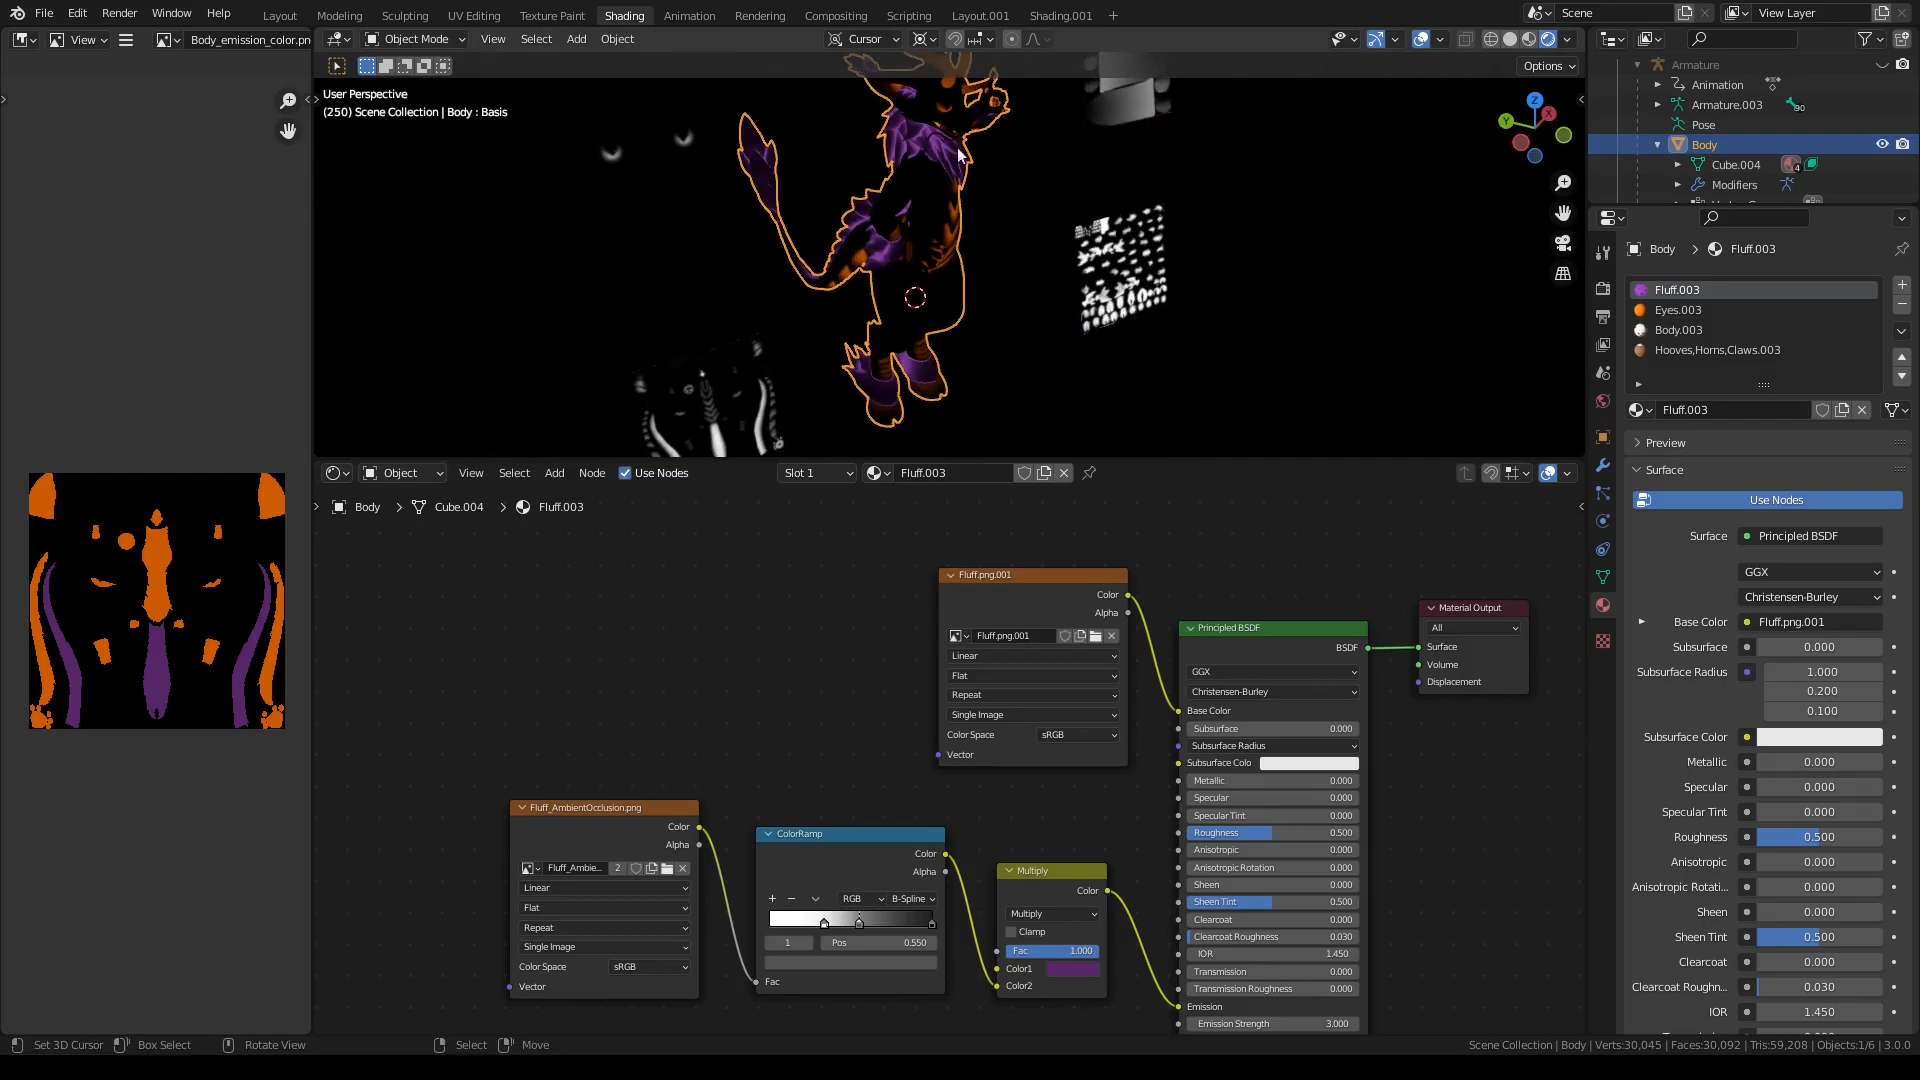 File Edit Render Window Help Layout Modeling Sculpting UV Editing Texture Paint Shading Animation Rendering Compositing Scripting Layout.001 Shading.001 + Scene View Layer
View Body_emission_color.pn
Object Mode View Select Add Object Cursor
Options
User Perspective
(250) Scene Collection | Body : Basis
Z
X
Y
Armature
Animation
Armature.003 90
Pose
Body
Cube.004 4
Modifiers
Body > Fluff.003
Fluff.003
Eyes.003
Body.003
Hooves,Horns,Claws.003
Fluff.003
Preview
Surface
Use Nodes
Surface Principled BSDF
GGX
Christensen-Burley
Base Color Fluff.png.001
Subsurface 0.000
Subsurface Radius 1.000
0.200
0.100
Subsurface Color
Metallic 0.000
Specular 0.000
Specular Tint 0.000
Roughness 0.500
Anisotropic 0.000
Anisotropic Rotati... 0.000
Sheen 0.000
Sheen Tint 0.500
Clearcoat 0.000
Clearcoat Roughn... 0.030
IOR 1.450
Object View Select Add Node Use Nodes Slot 1 Fluff.003
Body > Cube.004 > Fluff.003
Fluff.png.001
Color
Alpha
Fluff.png.001
Linear
Flat
Repeat
Single Image
Color Space sRGB
Vector
Fluff_AmbientOcclusion.png
Color
Alpha
Fluff_Ambie... 2
Linear
Flat
Repeat
Single Image
Color Space sRGB
Vector
ColorRamp
Color
Alpha
+ − RGB B-Spline
1 Pos 0.550
Fac
Multiply
Color
Multiply
Clamp
Fac 1.000
Color1
Color2
Principled BSDF
BSDF
GGX
Christensen-Burley
Base Color
Subsurface 0.000
Subsurface Radius
Subsurface Colo
Metallic 0.000
Specular 0.000
Specular Tint 0.000
Roughness 0.500
Anisotropic 0.000
Anisotropic Rotation 0.000
Sheen 0.000
Sheen Tint 0.500
Clearcoat 0.000
Clearcoat Roughness 0.030
IOR 1.450
Transmission 0.000
Transmission Roughness 0.000
Emission
Emission Strength 3.000
Material Output
All
Surface
Volume
Displacement
Set 3D Cursor Box Select Rotate View Select Move Scene Collection | Body | Verts:30,045 | Faces:30,092 | Tris:59,208 | Objects:1/6 | 3.0.0